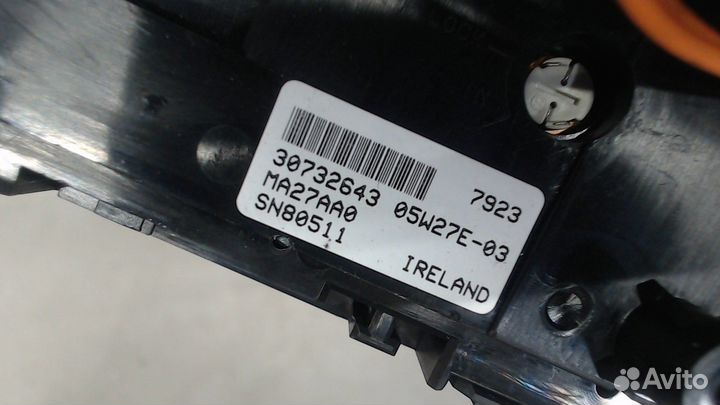 7923
30732643 05W27E-03
MA27AA0
SN80511
IRELAND
Avito